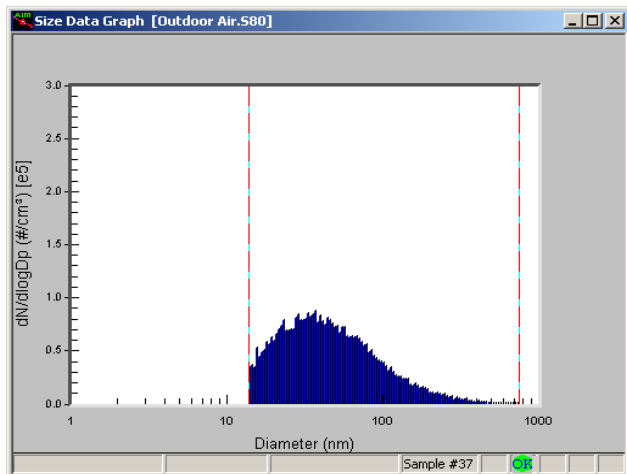 AIM
Size Data Graph [Outdoor Air.S80]
3.0
2.5
2.0
1.5
1.0
0.5
0.0
dN/dlogDp (#/cm³) [e5]
1 10 100 1000
Diameter (nm)
Sample #37 OK